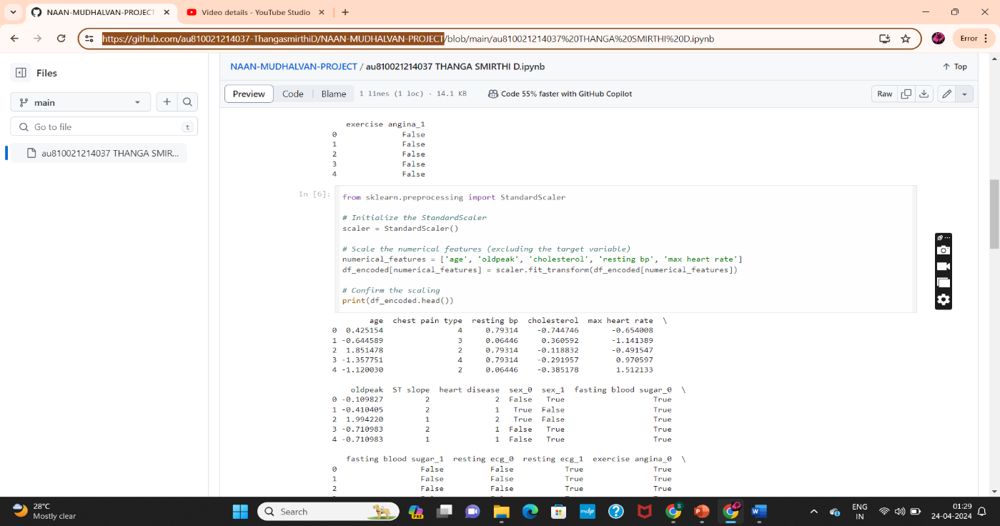 NAAN-MUDHALVAN-PROJECT
Video details - YouTube Studio
https://github.com/au810021214037-ThangasmirthiD/NAAN-MUDHALVAN-PROJECT/blob/main/au810021214037%20THANGA%20SMIRTHI%20D.ipynb
Error
Files
main
Go to file
t
au810021214037 THANGA SMIR...
NAAN-MUDHALVAN-PROJECT / au810021214037 THANGA SMIRTHI D.ipynb
Top
Preview Code Blame 1 lines (1 loc) · 14.1 KB Code 55% faster with GitHub Copilot
Raw
exercise angina_1
0 False
1 False
2 False
3 False
4 False
In [6]:
from sklearn.preprocessing import StandardScaler
# Initialize the StandardScaler
scaler = StandardScaler()
# Scale the numerical features (excluding the target variable)
numerical_features = ['age', 'oldpeak', 'cholesterol', 'resting bp', 'max heart rate']
df_encoded[numerical_features] = scaler.fit_transform(df_encoded[numerical_features])
# Confirm the scaling
print(df_encoded.head())
age chest pain type resting bp cholesterol max heart rate \
0 0.425154 4 0.79314 -0.744746 -0.654008
1 -0.644589 3 0.06446 0.360592 -1.141389
2 1.851478 2 0.79314 -0.118832 -0.491547
3 -1.357751 4 0.79314 -0.291957 0.970597
4 -1.120030 2 0.06446 -0.385178 1.512133
oldpeak ST slope heart disease sex_0 sex_1 fasting blood sugar_0 \
0 -0.109827 2 2 False True True
1 -0.410405 2 1 True False True
2 1.994220 1 2 True False True
3 -0.710983 2 1 False True True
4 -0.710983 1 1 False True True
fasting blood sugar_1 resting ecg_0 resting ecg_1 exercise angina_0 \
0 False False True True
1 False False True True
2 False False True True
28°C
Mostly clear
Search
PRE
myhp
S
ENG
IN
01:29
24-04-2024